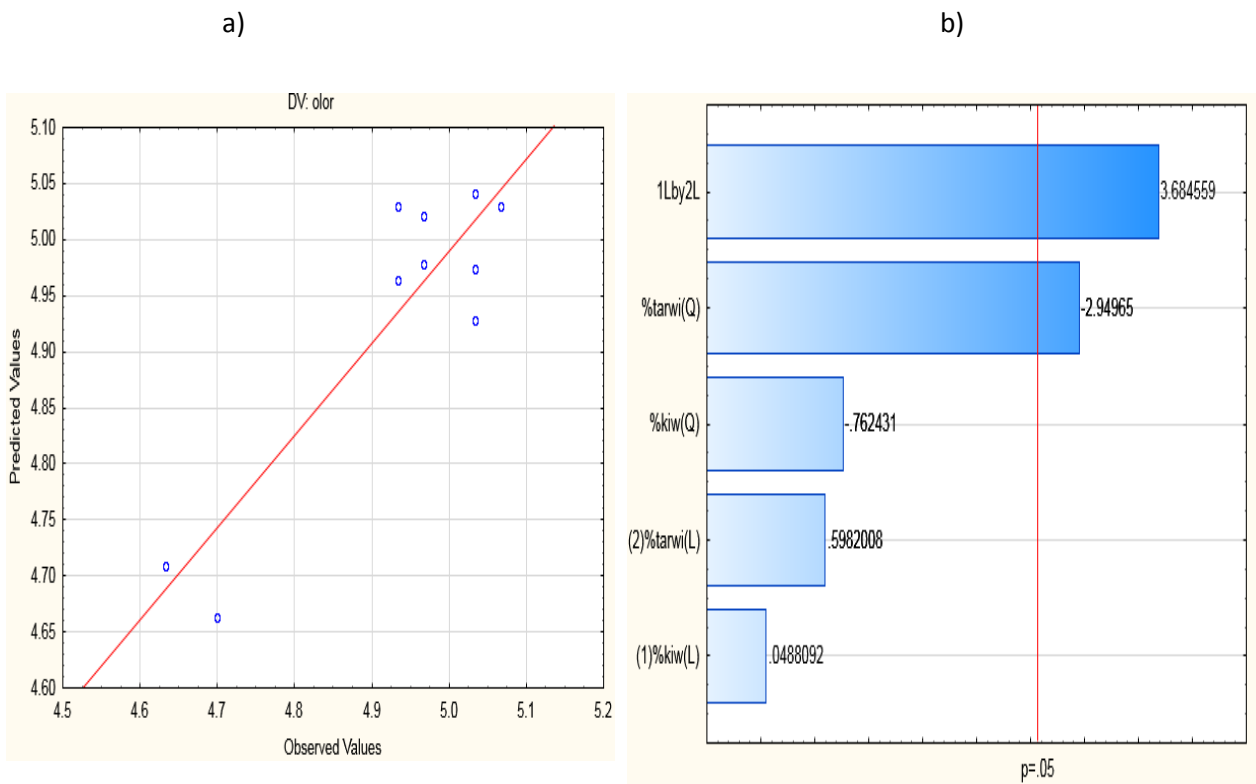 a)
b)
DV: olor
5.10
5.05
5.00
4.95
4.90
4.85
4.80
4.75
4.70
4.65
4.60
Predicted Values
4.5 4.6 4.7 4.8 4.9 5.0 5.1 5.2
Observed Values
1Lby2L
3.684559
%tarwi(Q)
-2.94965
%kiw(Q)
-.762431
(2)%tarwi(L)
.5982008
(1)%kiw(L)
.0488092
p=.05